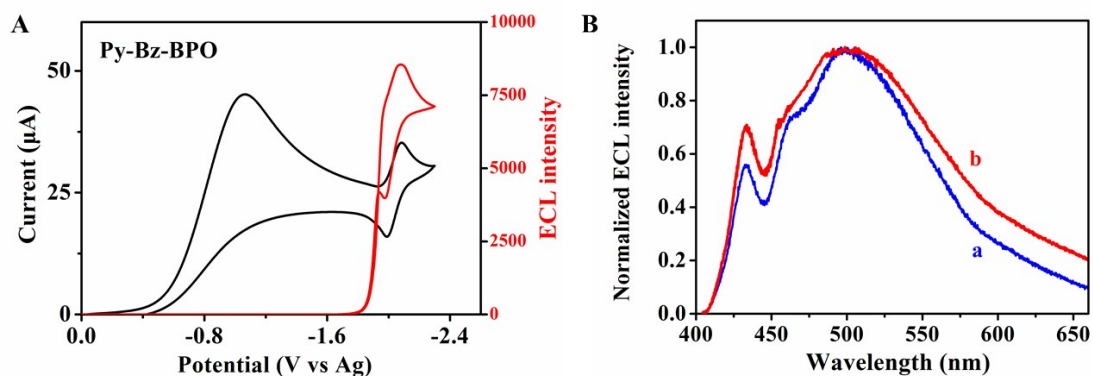 A
Py-Bz-BPO
Current (µA)
50
25
0
0.0
-0.8
-1.6
-2.4
Potential (V vs Ag)
10000
7500
5000
2500
0
ECL intensity
B
Normalized ECL intensity
1.0
0.8
0.6
0.4
0.2
0.0
b
a
400
450
500
550
600
650
Wavelength (nm)